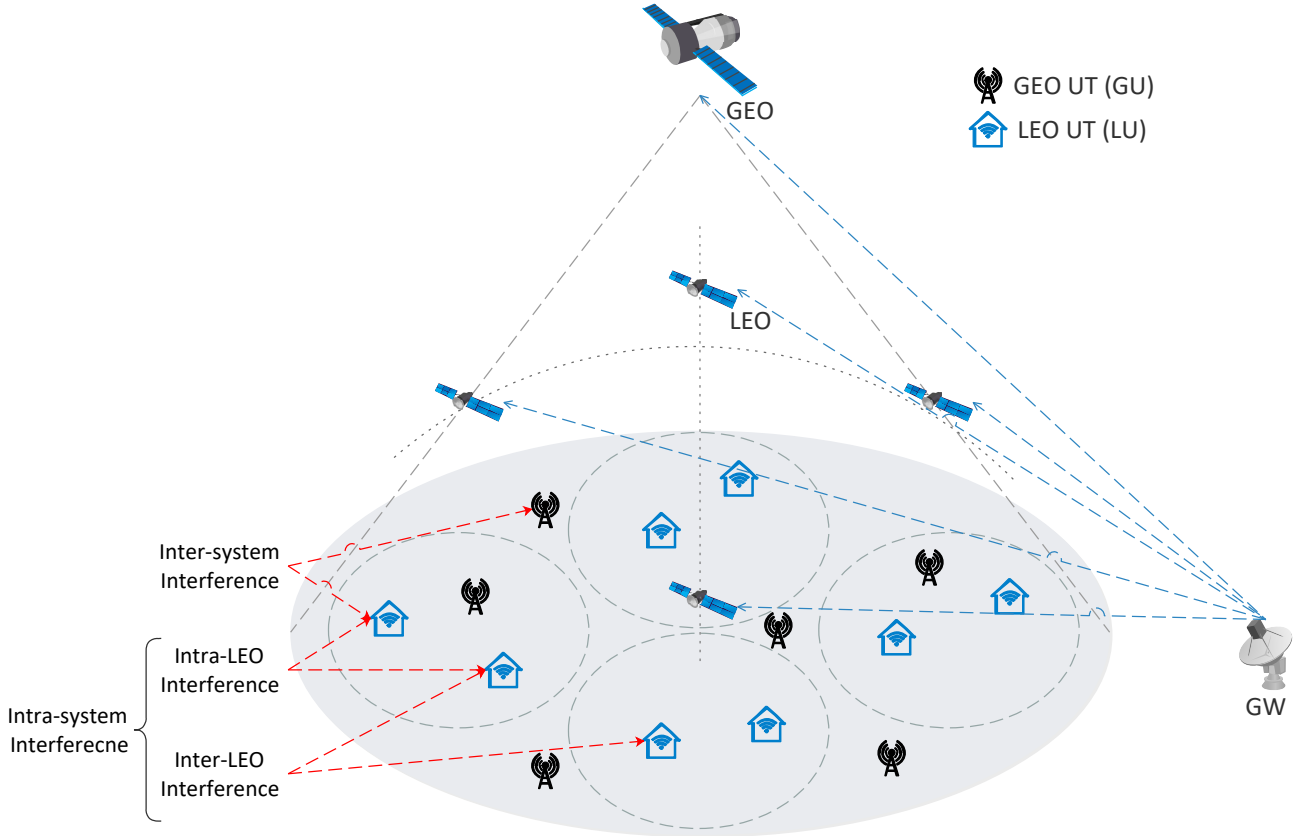 GEO
GEO UT (GU)
LEO UT (LU)
LEO
Inter-system
Interference
Intra-LEO
Interference
Intra-system
Interferecne
Inter-LEO
Interference
GW